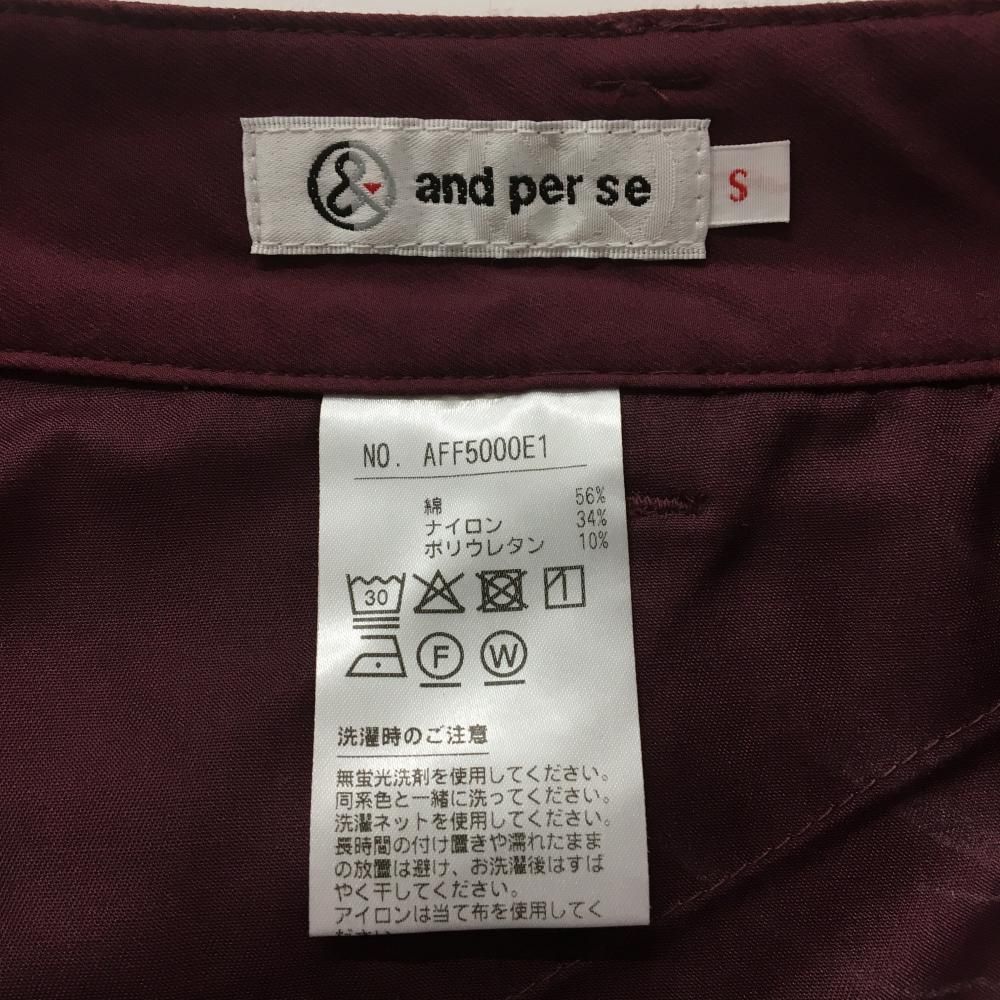 & and per se
S
NO. AFF5000E1
綿 56%
ナイロン 34%
ポリウレタン 10%
30
F W
洗濯時のご注意
無蛍光洗剤を使用してください。
同系色と一緒に洗ってください。
洗濯ネットを使用してください。
長時間の付け置きや濡れたまま
の放置は避け、お洗濯後はすば
やく干してください。
アイロンは当て布を使用してく
ださい